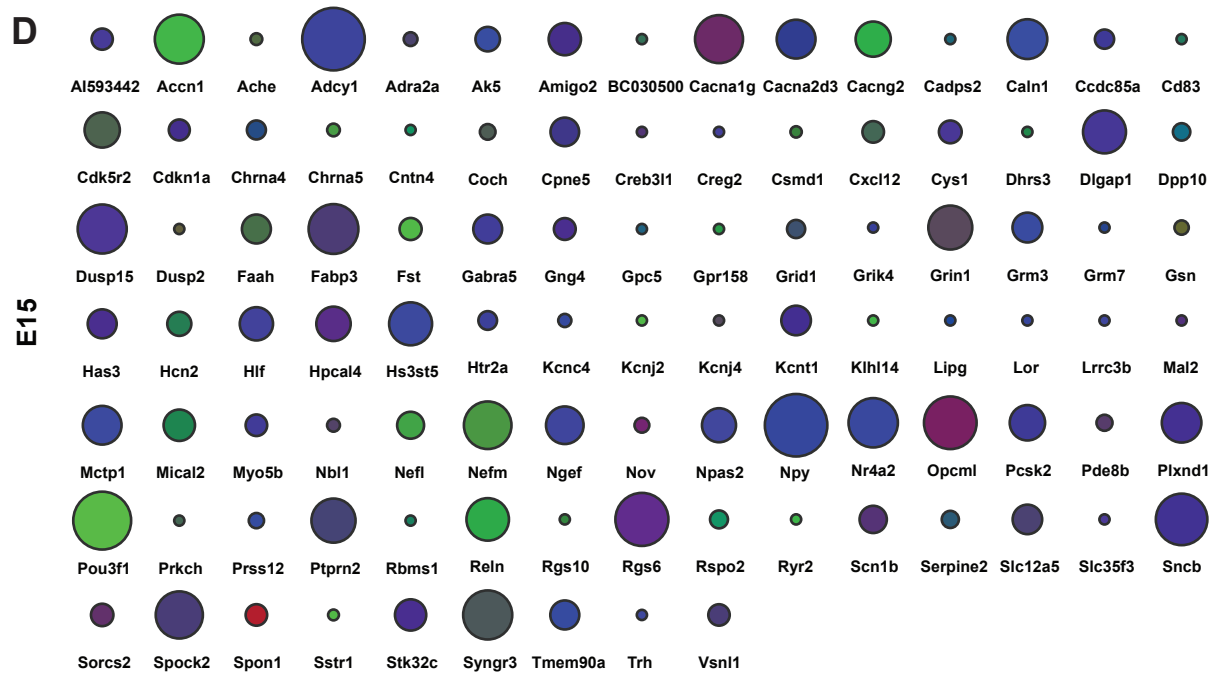 D
AI593442 Accn1 Ache Adcy1 Adra2a Ak5 Amigo2 BC030500 Cacna1g Cacna2d3 Cacng2 Cadps2 Caln1 Ccdc85a Cd83
Cdk5r2 Cdkn1a Chrna4 Chrna5 Cntn4 Coch Cpne5 Creb3l1 Creg2 Csmd1 Cxcl12 Cys1 Dhrs3 Dlgap1 Dpp10
Dusp15 Dusp2 Faah Fabp3 Fst Gabra5 Gng4 Gpc5 Gpr158 Grid1 Grik4 Grin1 Grm3 Grm7 Gsn
E15
Has3 Hcn2 Hlf Hpcal4 Hs3st5 Htr2a Kcnc4 Kcnj2 Kcnj4 Kcnt1 Klhl14 Lipg Lor Lrrc3b Mal2
Mctp1 Mical2 Myo5b Nbl1 Nefl Nefm Ngef Nov Npas2 Npy Nr4a2 Opcml Pcsk2 Pde8b Plxnd1
Pou3f1 Prkch Prss12 Ptprn2 Rbms1 Reln Rgs10 Rgs6 Rspo2 Ryr2 Scn1b Serpine2 Slc12a5 Slc35f3 Sncb
Sorcs2 Spock2 Spon1 Sstr1 Stk32c Syngr3 Tmem90a Trh Vsnl1